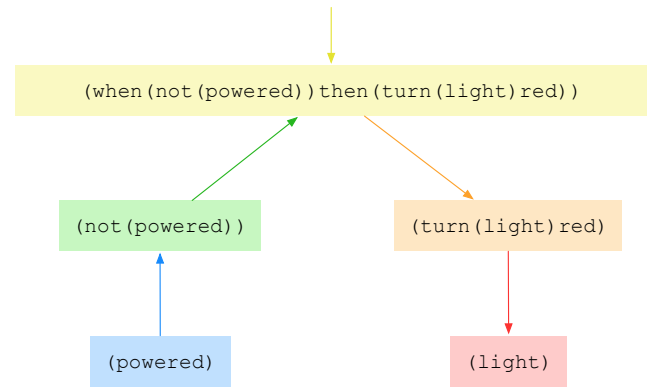 (when(not(powered))then(turn(light)red))
(not(powered))
(turn(light)red)
(powered)
(light)